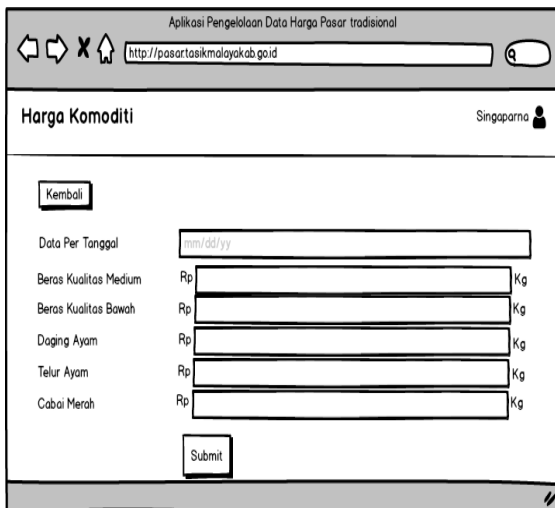 Aplikasi Pengelolaan Data Harga Pasar tradisional
http://pasar.tasikmalayakab.go.id
Harga Komoditi
Singaparna
Kembali
Data Per Tanggal mm/dd/yy
Beras Kualitas Medium Rp Kg
Beras Kualitas Bawah Rp Kg
Daging Ayam Rp Kg
Telur Ayam Rp Kg
Cabai Merah Rp Kg
Submit